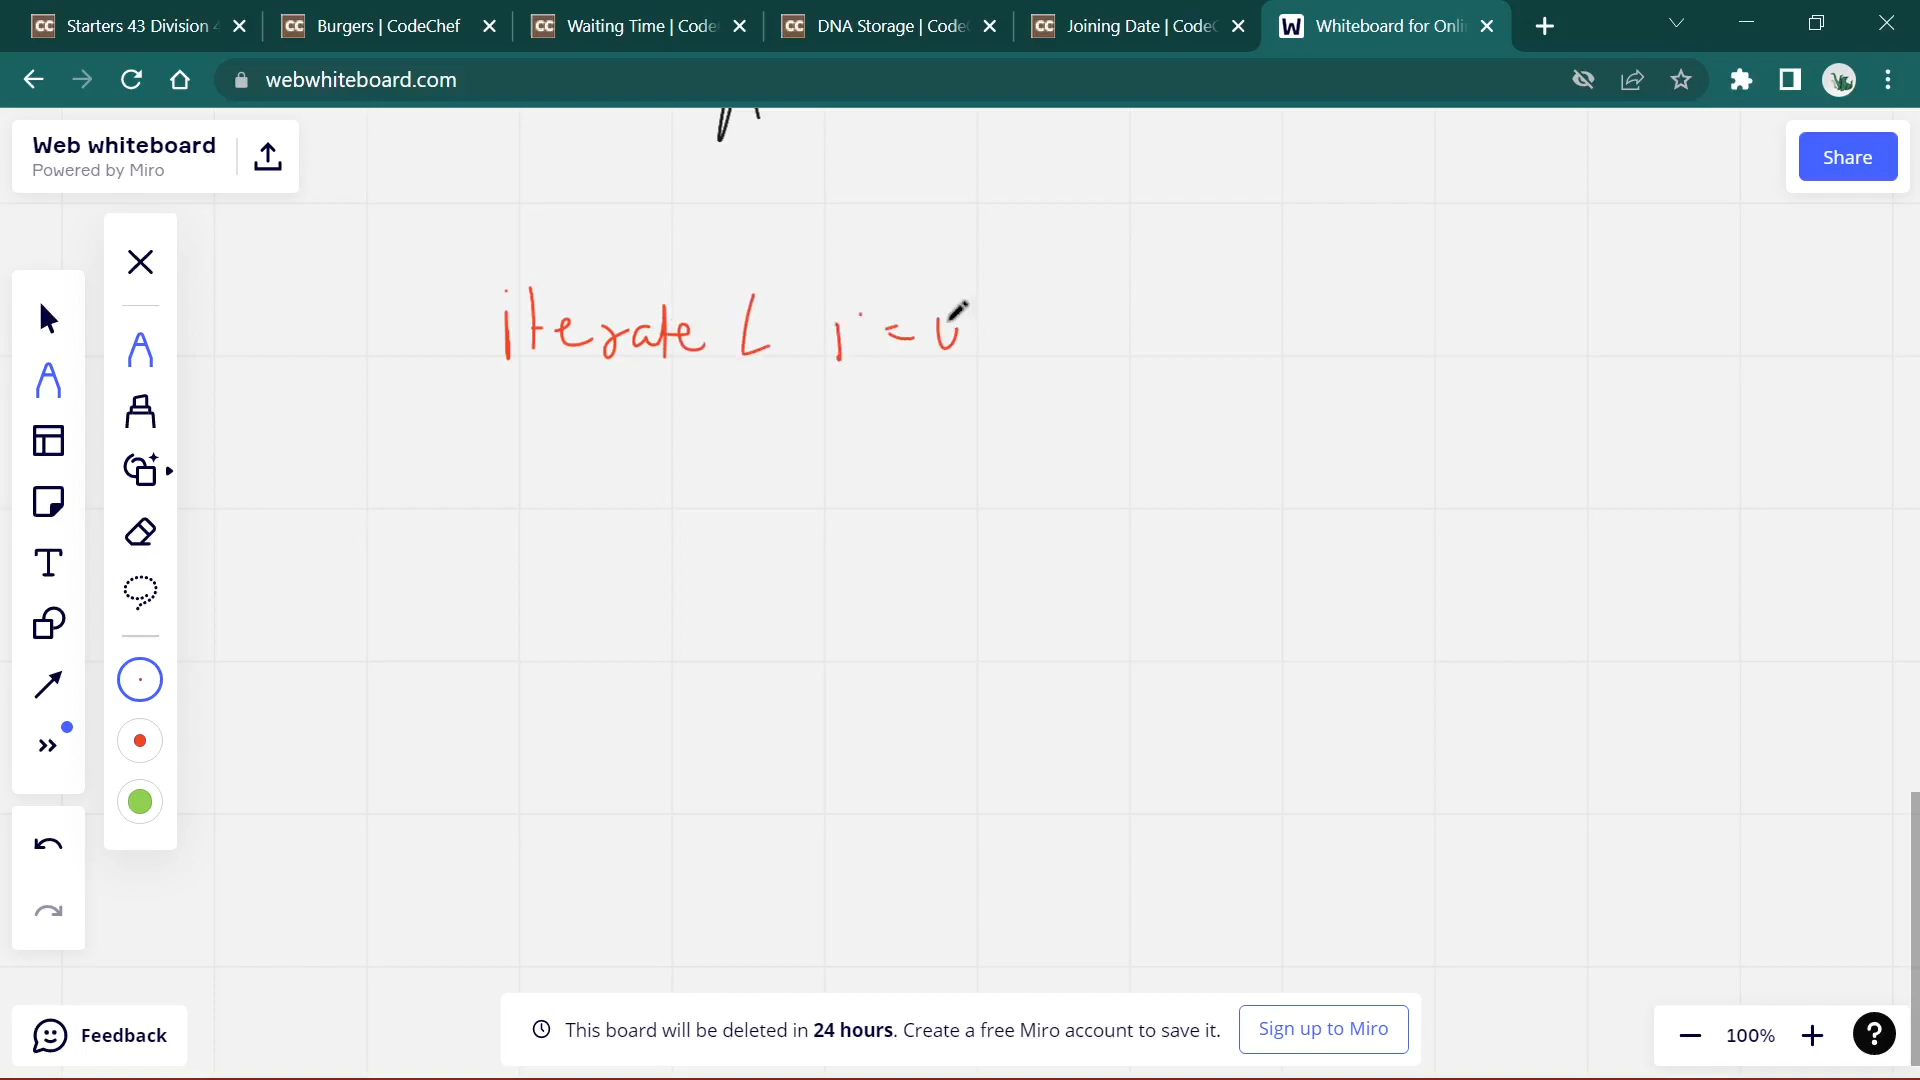 Starters 43 Division
Burgers | CodeChef
Waiting Time | Code
DNA Storage | Code
Joining Date | CodeC
Whiteboard for Onli
webwhiteboard.com
Web whiteboard
Powered by Miro
Share
iterate ( i = 0
Feedback
This board will be deleted in 24 hours. Create a free Miro account to save it.
Sign up to Miro
100%